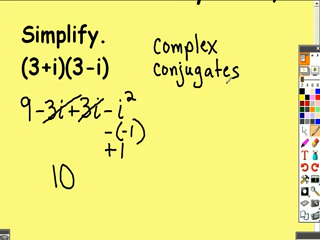 Simplify.
(3+i)(3-i)
Complex
conjugates
9 - 3i + 3i - i²
- (-1)
+ 1
10